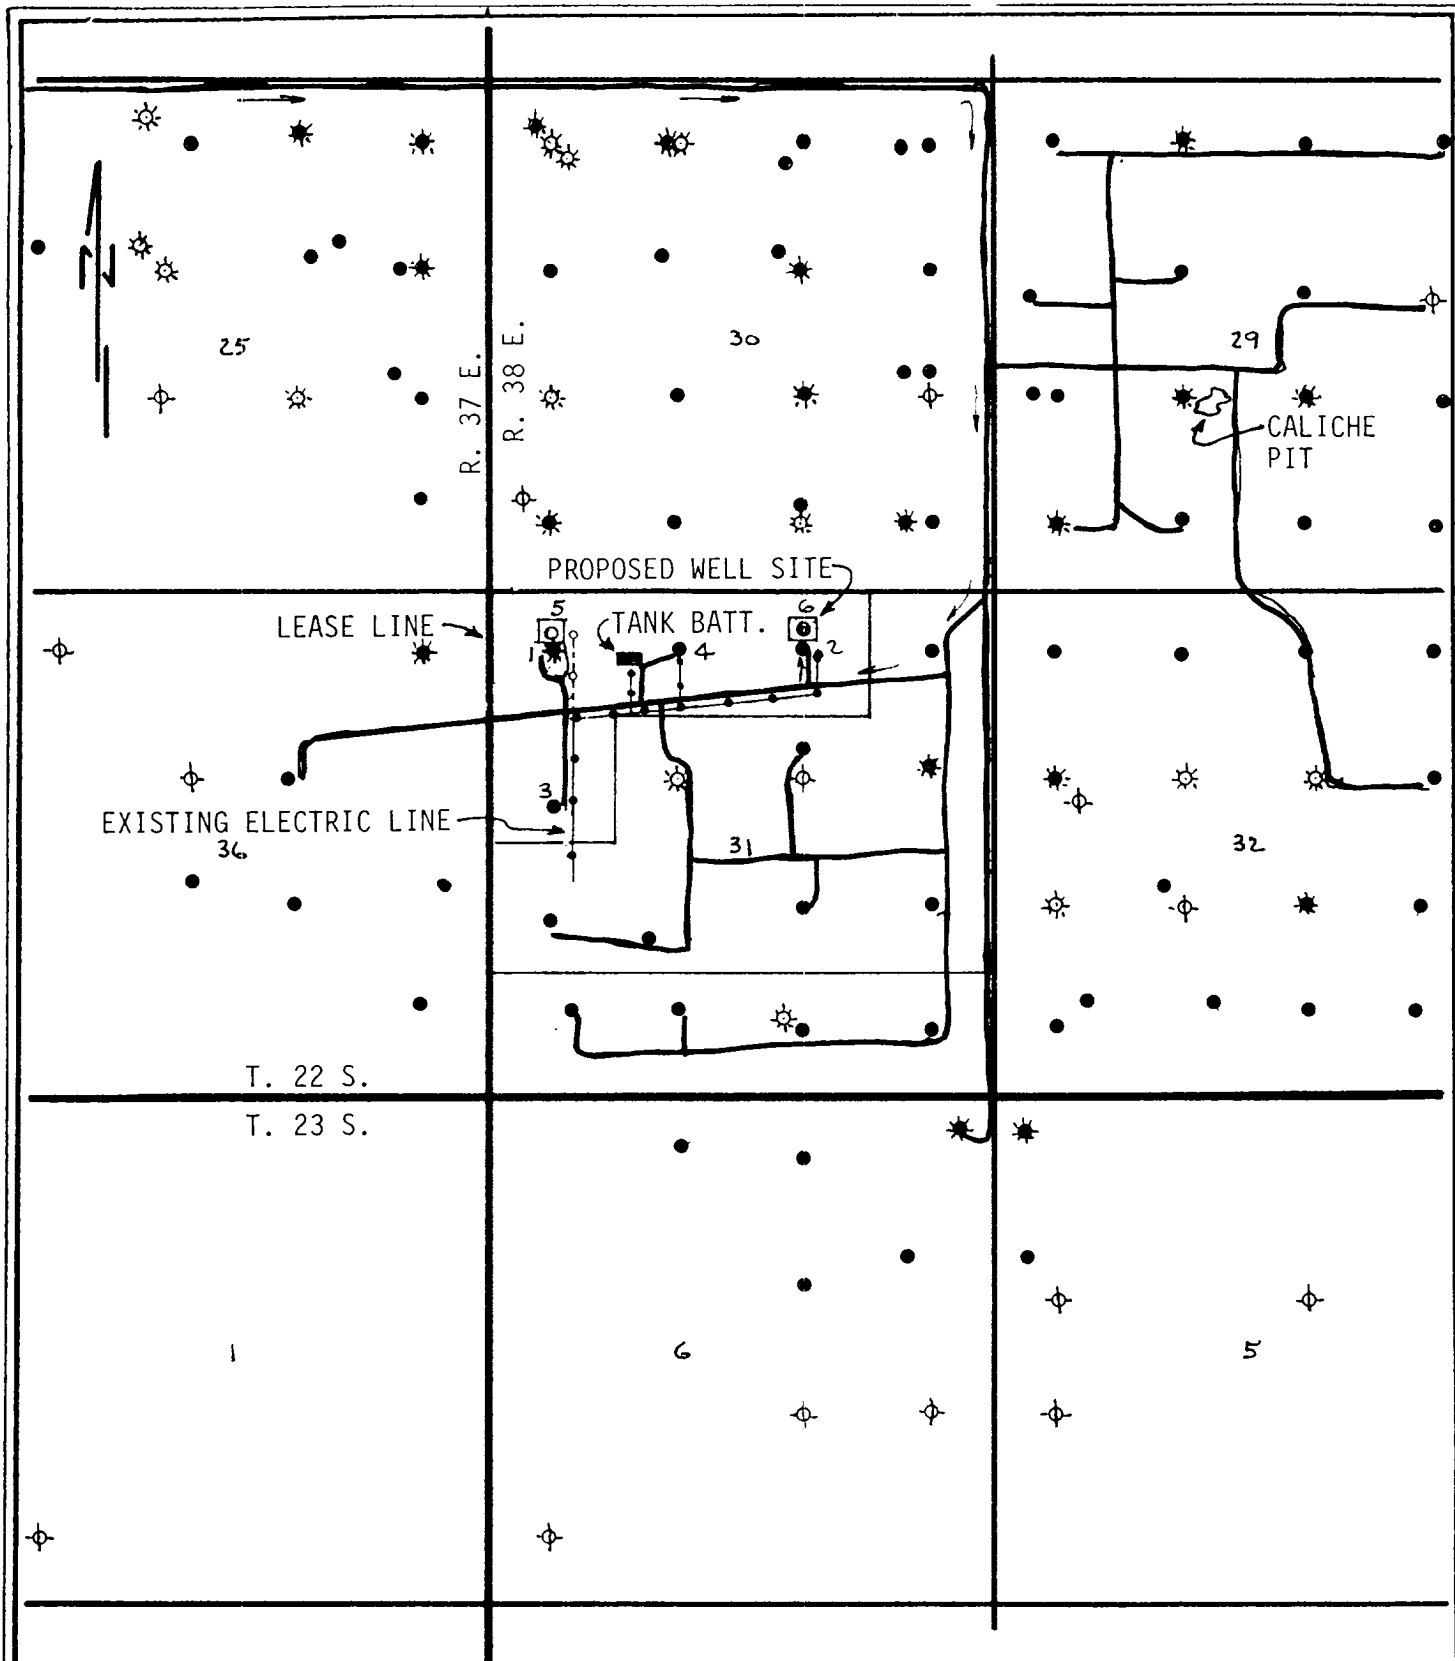 25
R. 37 E.
R. 38 E.
30
29
CALICHE
PIT
PROPOSED WELL SITE
LEASE LINE
5
TANK BATT.
6
1
4
2
3
EXISTING ELECTRIC LINE
36
31
32
T. 22 S.
T. 23 S.
1
6
5